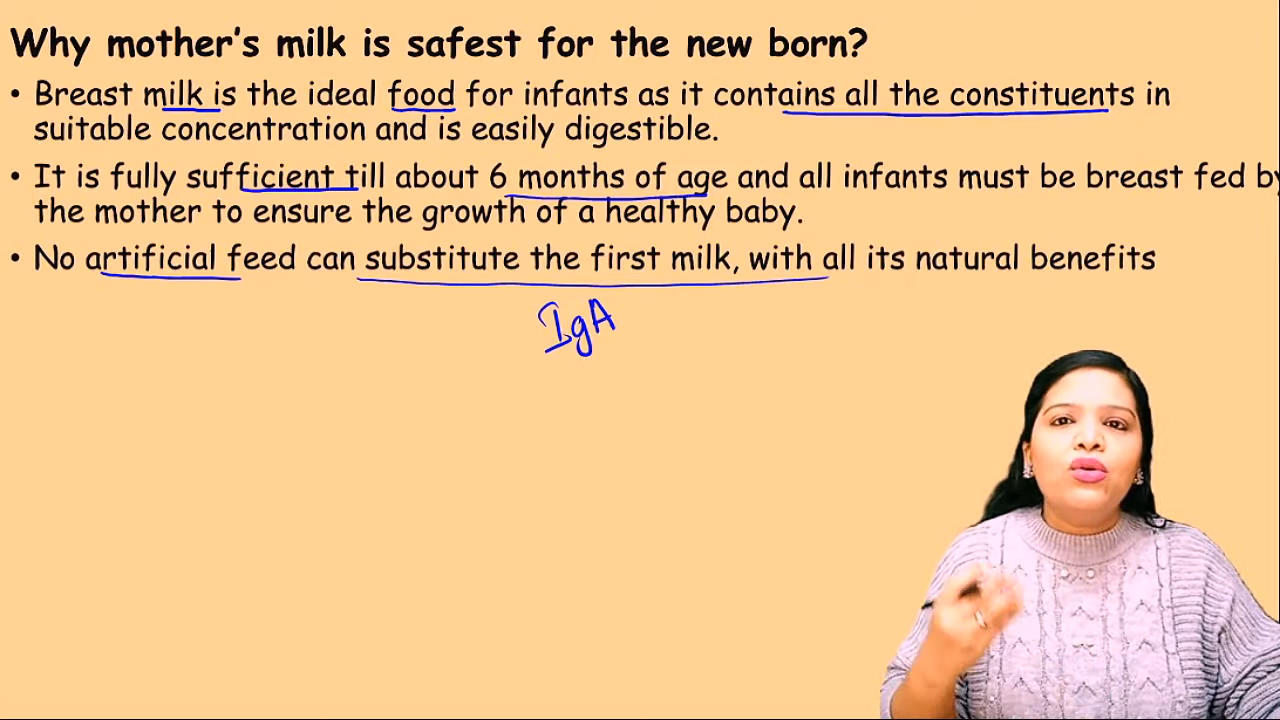 Why mother's milk is safest for the new born?
• Breast milk is the ideal food for infants as it contains all the constituents in
suitable concentration and is easily digestible.
• It is fully sufficient till about 6 months of age and all infants must be breast fed by
the mother to ensure the growth of a healthy baby.
• No artificial feed can substitute the first milk, with all its natural benefits
IgA